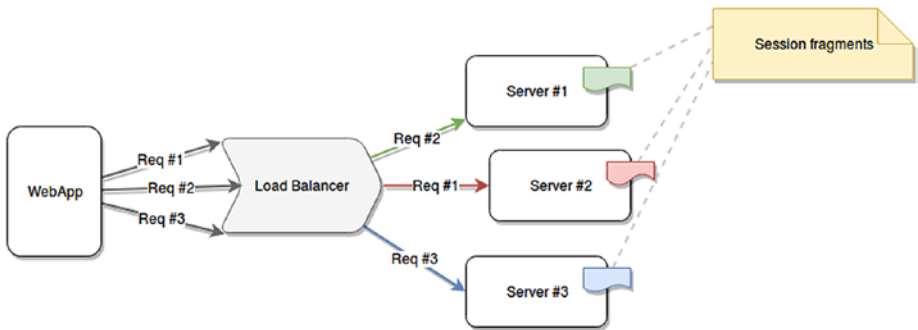 Session fragments
Server #1
Req #2
Req #1
WebApp
Req #2
Load Balancer
Req #1
Server #2
Req #3
Req #3
Server #3